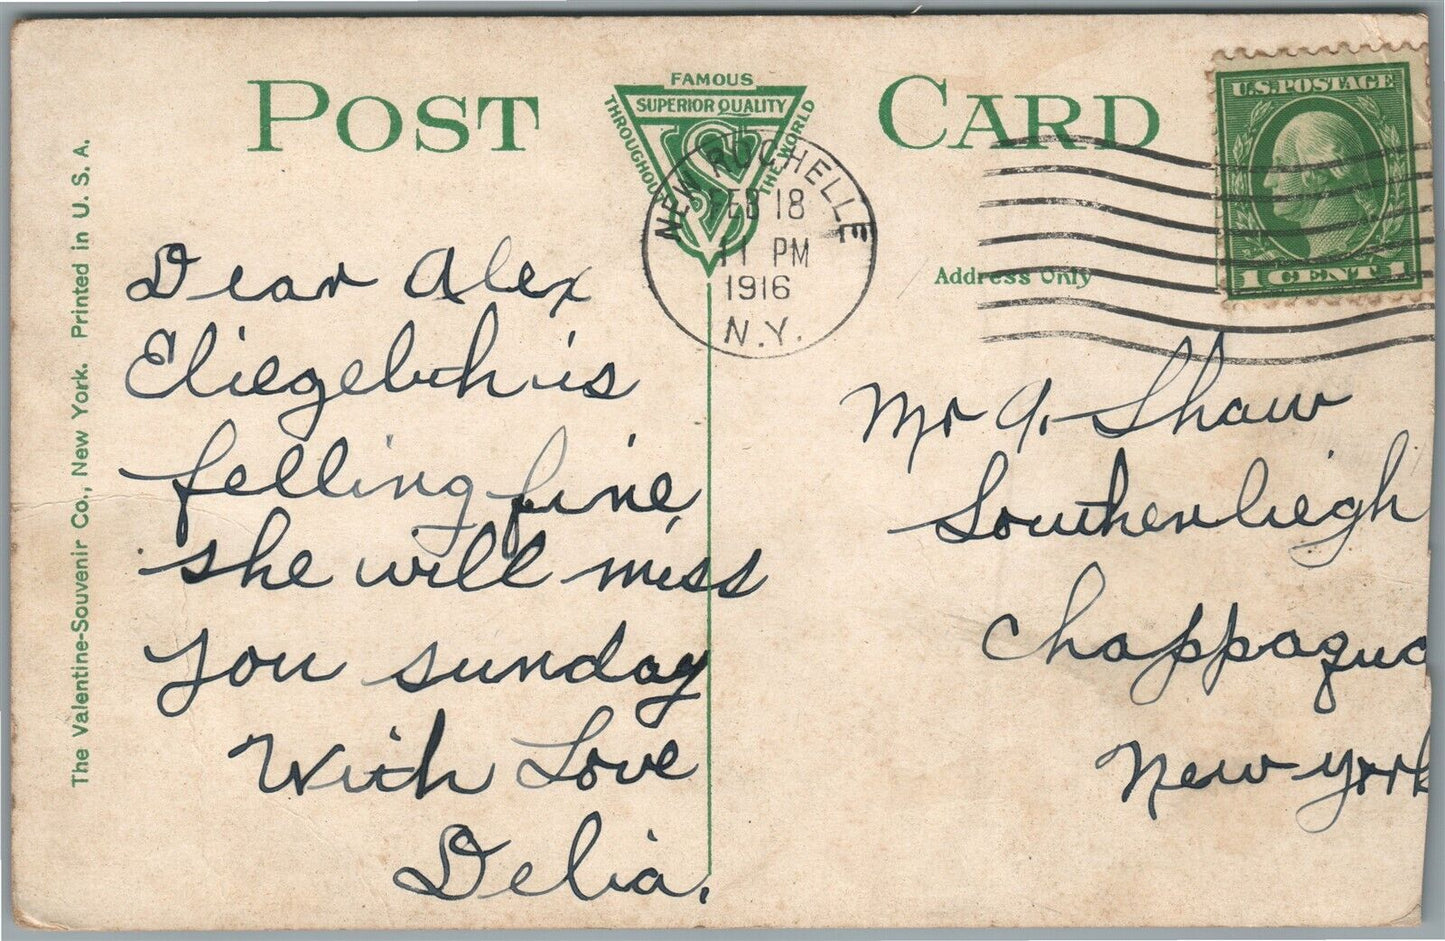 POST CARD
FAMOUS
SUPERIOR QUALITY
THROUGHOUT
THE WORLD
The Valentine-Souvenir Co., New York. Printed in U. S. A.
NEW ROCHELLE
FEB 18
11 PM
1916
N.Y.
U.S. POSTAGE
1 CENT 1
Address Only
Dear Alex
Eliegebth is
felling fine,
she will miss
you sunday
With Love
Delia.
Mr A. Shaw
Southenliegh
Chappaqua
New York